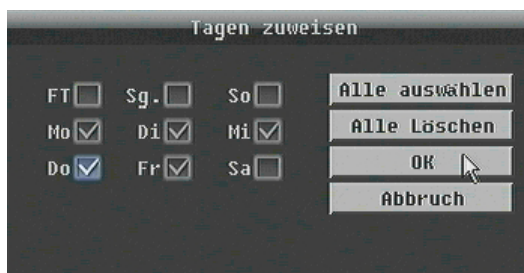 Tagen zuweisen
FT Sg. So
Mo Di Mi
Do Fr Sa
Alle auswählen
Alle Löschen
OK
Abbruch